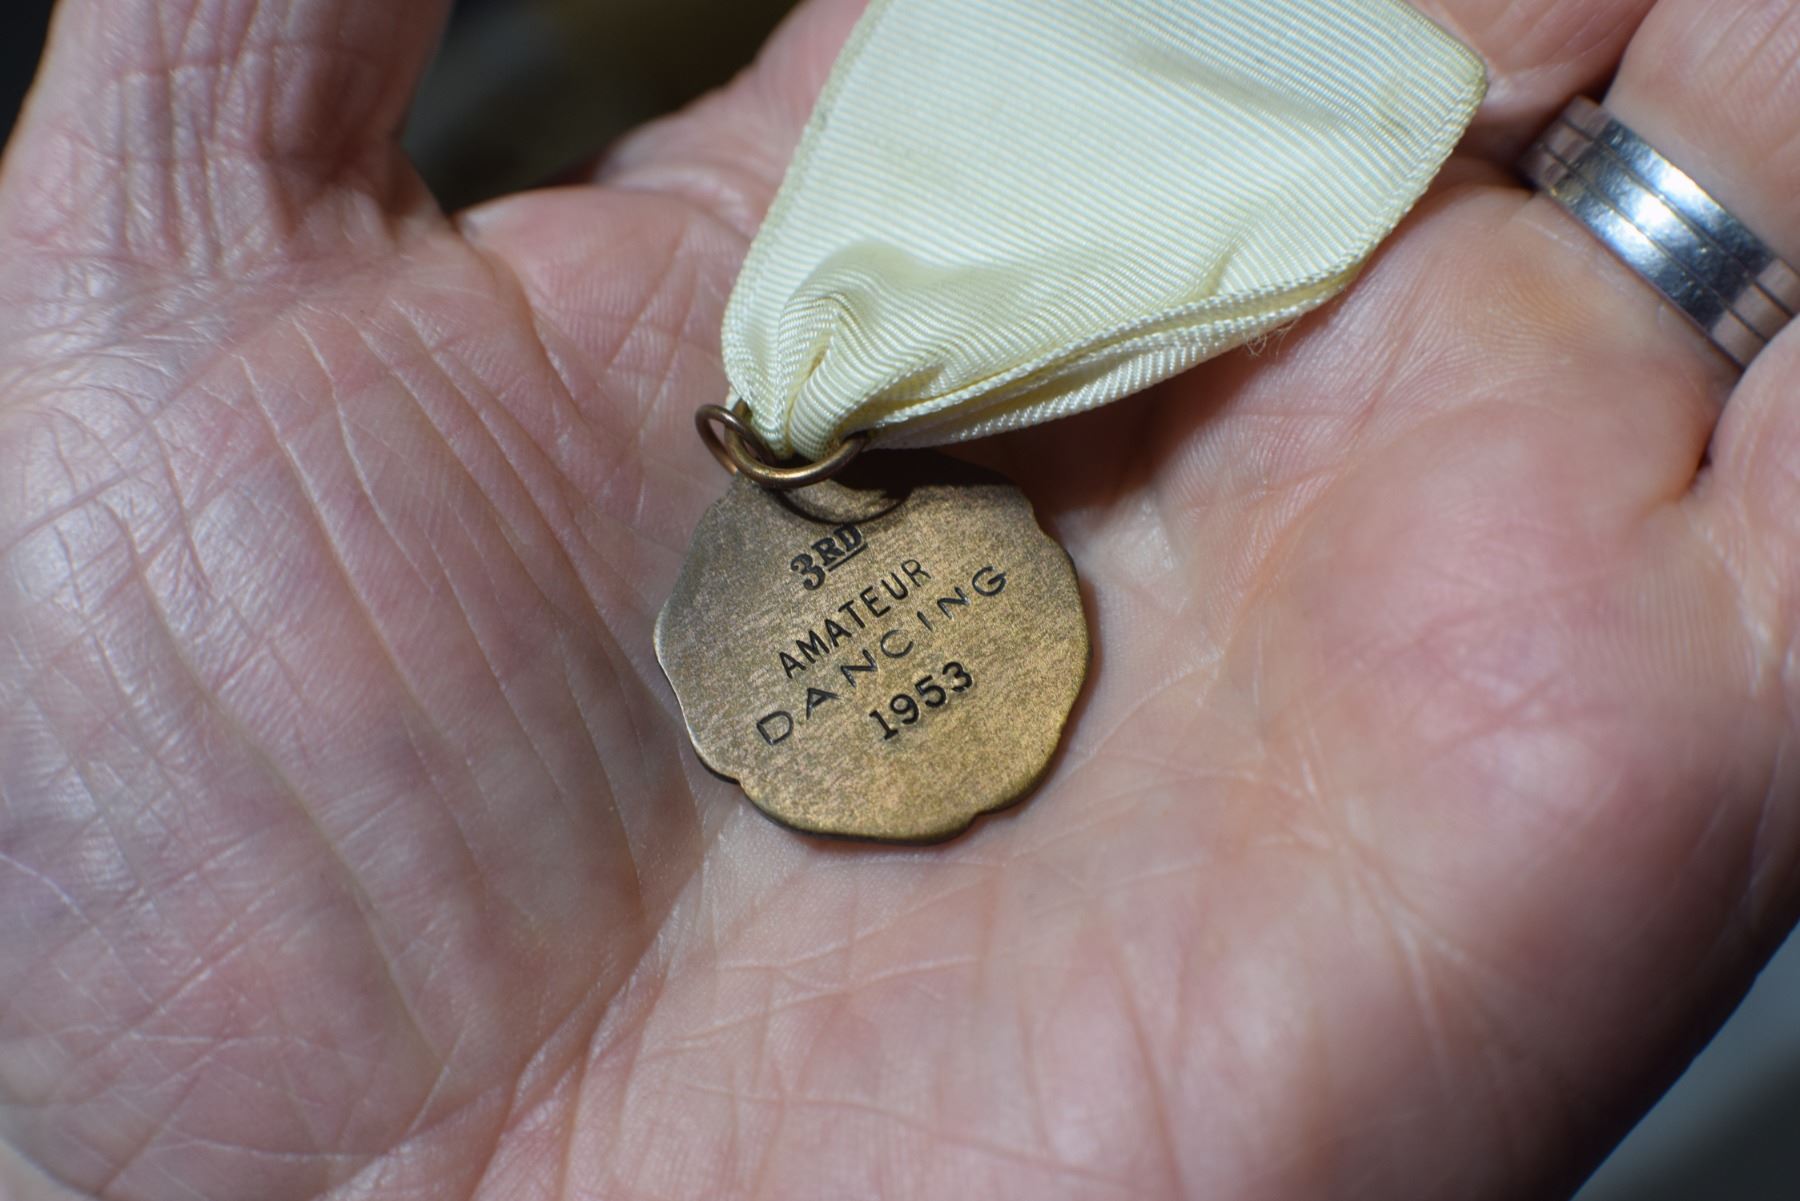 3RD
AMATEUR
DANCING
1953